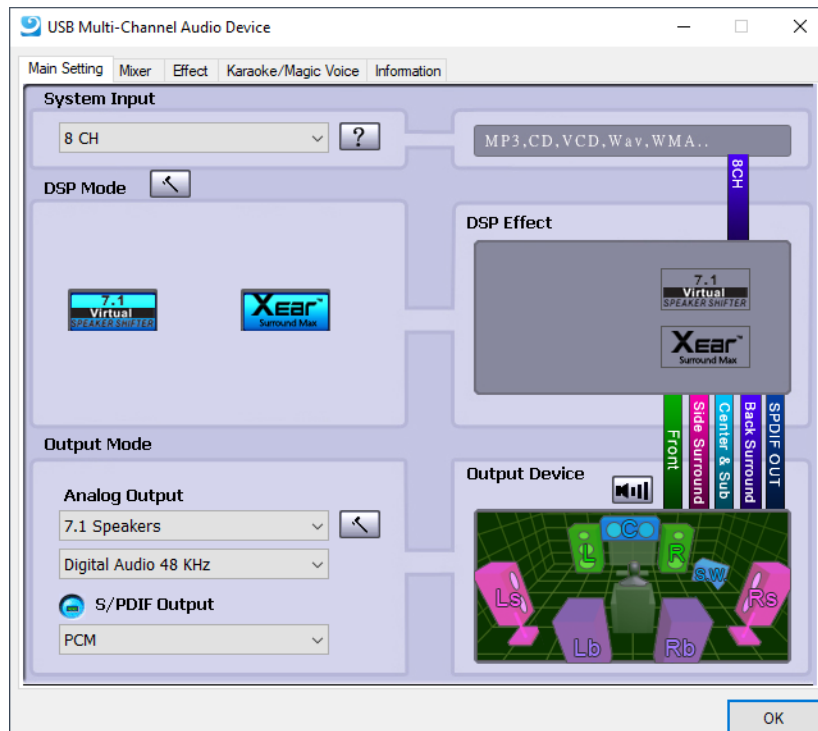 USB Multi-Channel Audio Device
Main Setting
Mixer
Effect
Karaoke/Magic Voice
Information
System Input
8 CH
?
MP3,CD,VCD,Wav,WMA..
8CH
DSP Mode
7.1
Virtual
SPEAKER SHIFTER
Xear™
Surround Max
DSP Effect
7.1
Virtual
SPEAKER SHIFTER
Xear™
Surround Max
Front
Side Surround
Center & Sub
Back Surround
SPDIF OUT
Output Mode
Analog Output
7.1 Speakers
Digital Audio 48 KHz
S/PDIF Output
PCM
Output Device
C
L
R
S.W.
Ls
Rs
Lb
Rb
OK